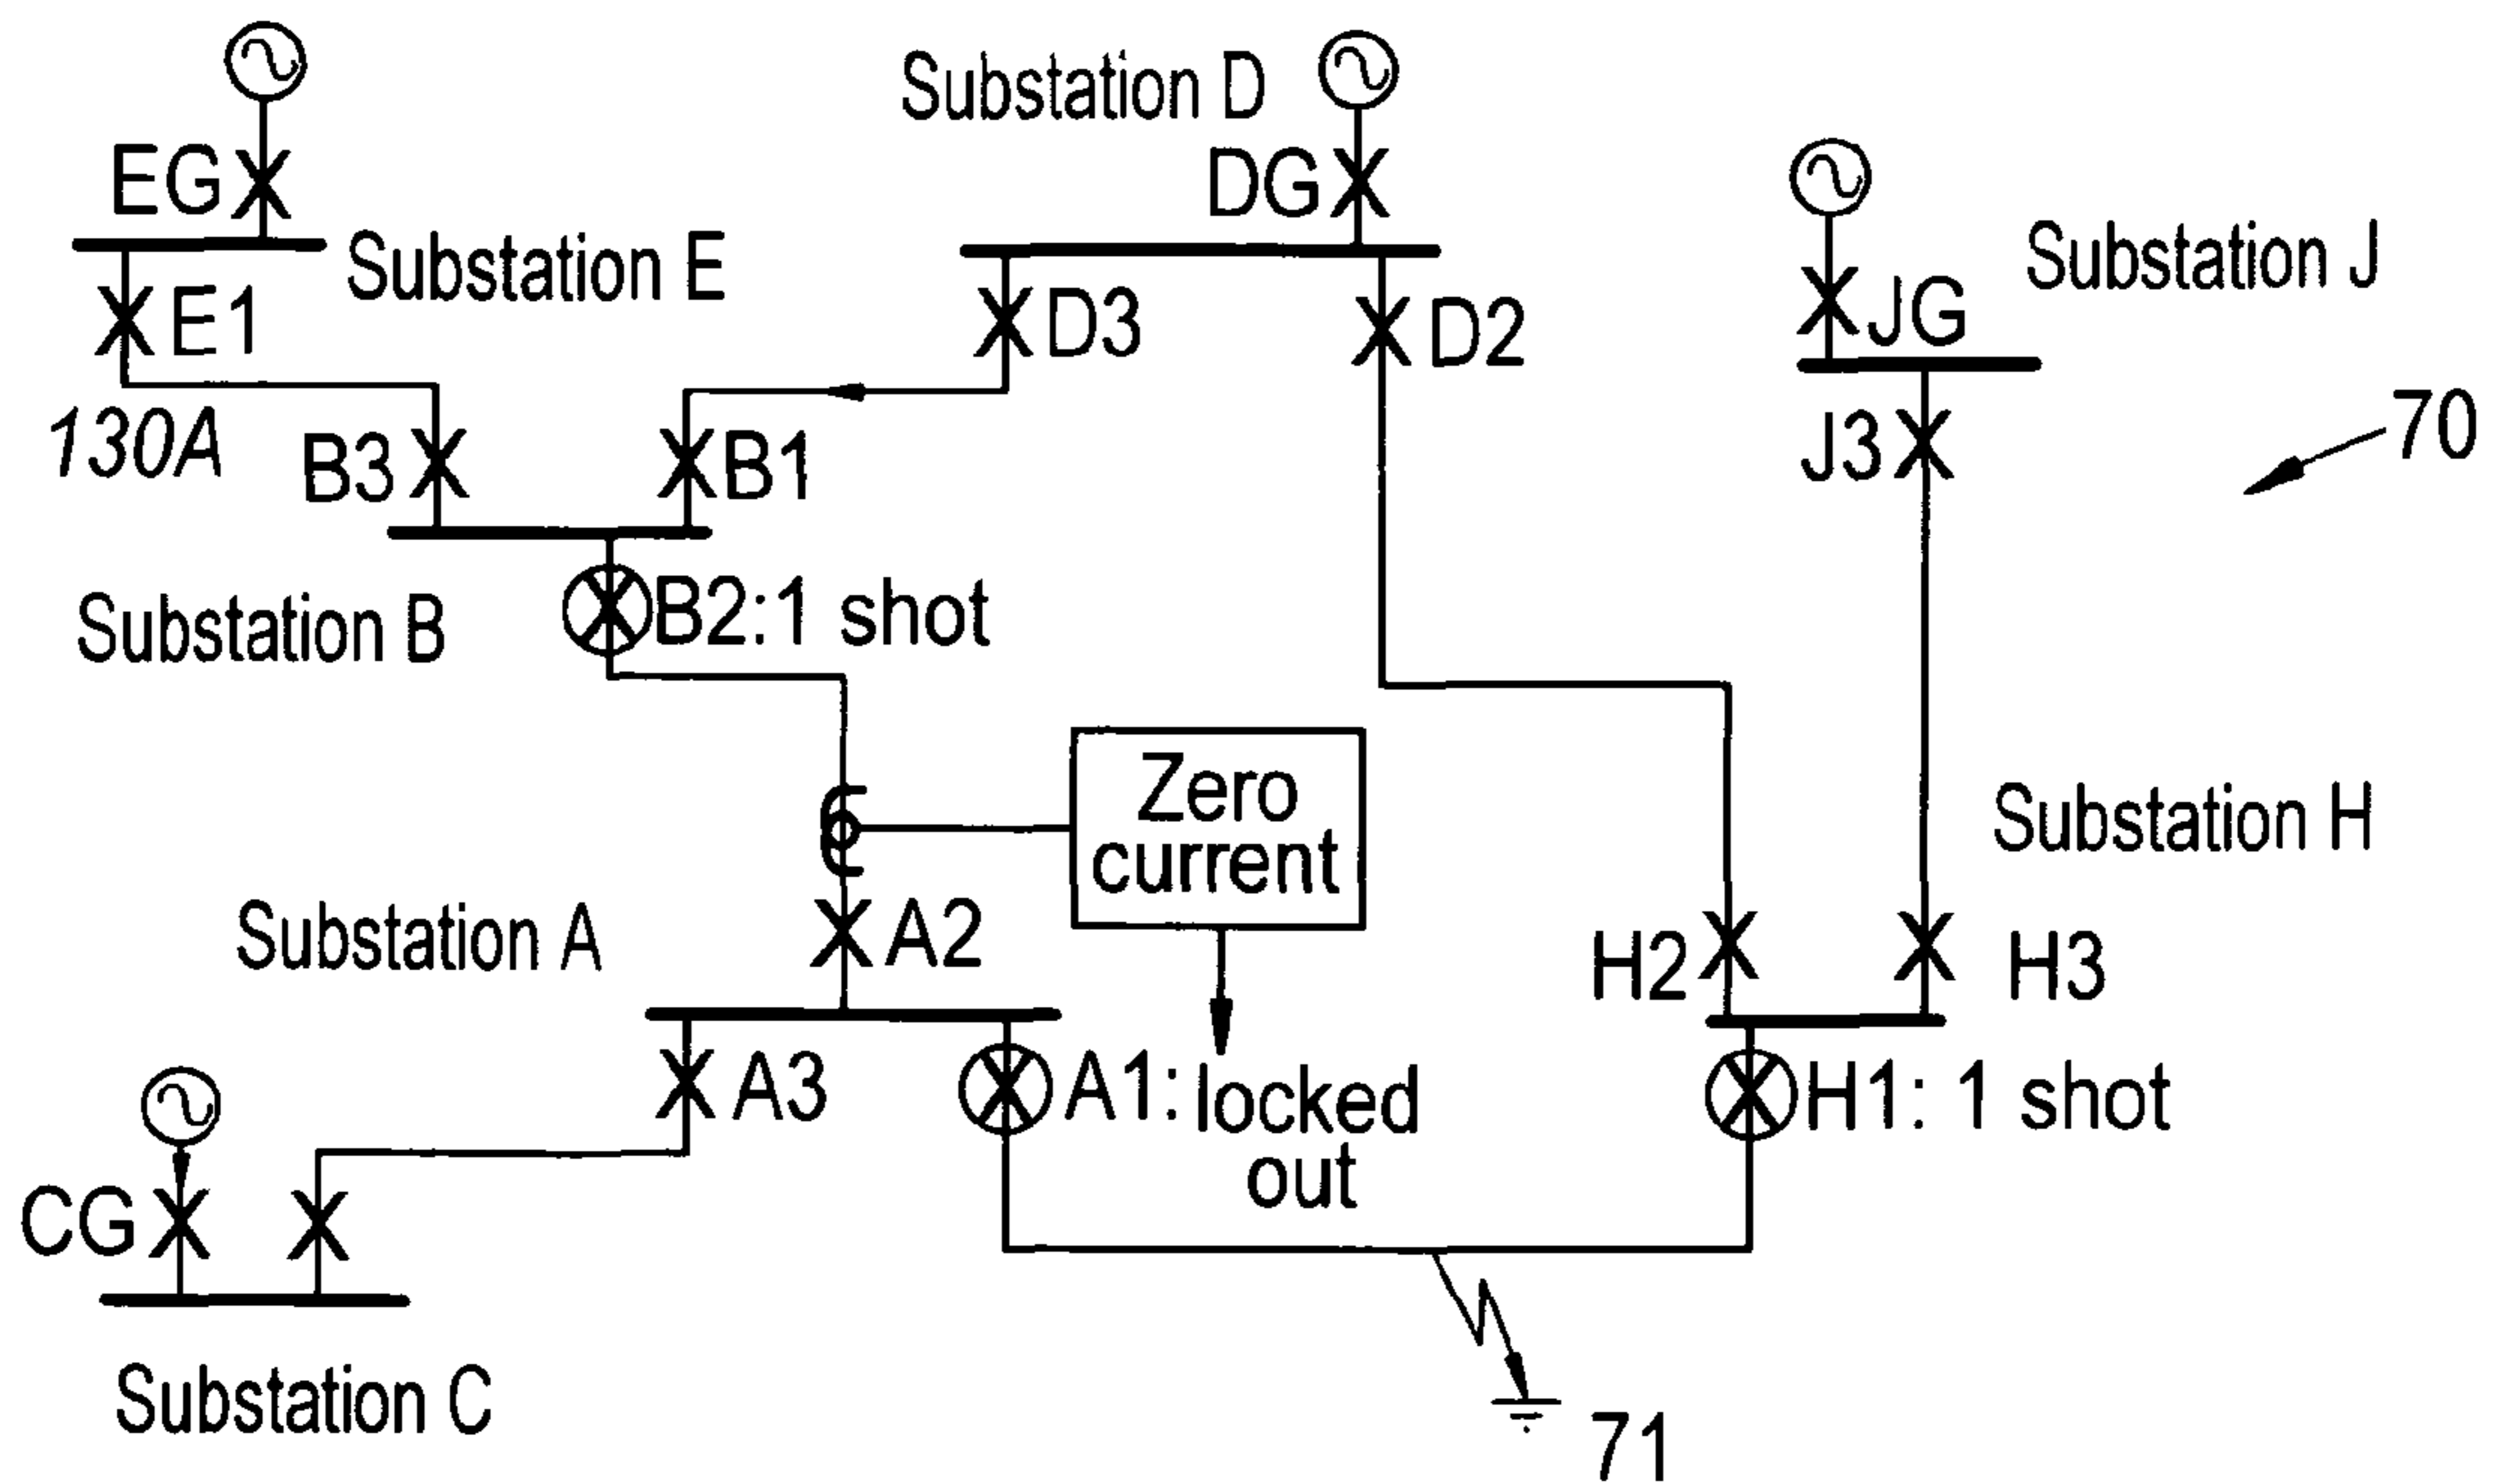 Substation D
EG
DG
Substation E
Substation J
E1
D3
D2
JG
130A
B3
B1
J3
70
Substation B
B2:1 shot
Zero
current
Substation H
Substation A
A2
H2
H3
A3
A1: locked
out
H1: 1 shot
CG
Substation C
71